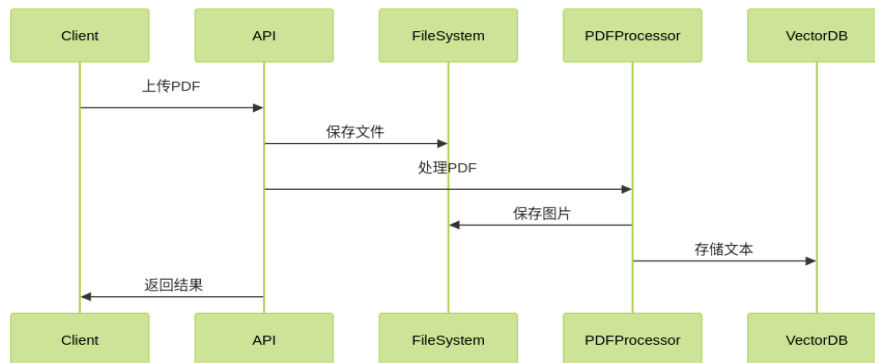 Client API FileSystem PDFProcessor VectorDB
上传PDF
保存文件
处理PDF
保存图片
存储文本
返回结果
Client API FileSystem PDFProcessor VectorDB